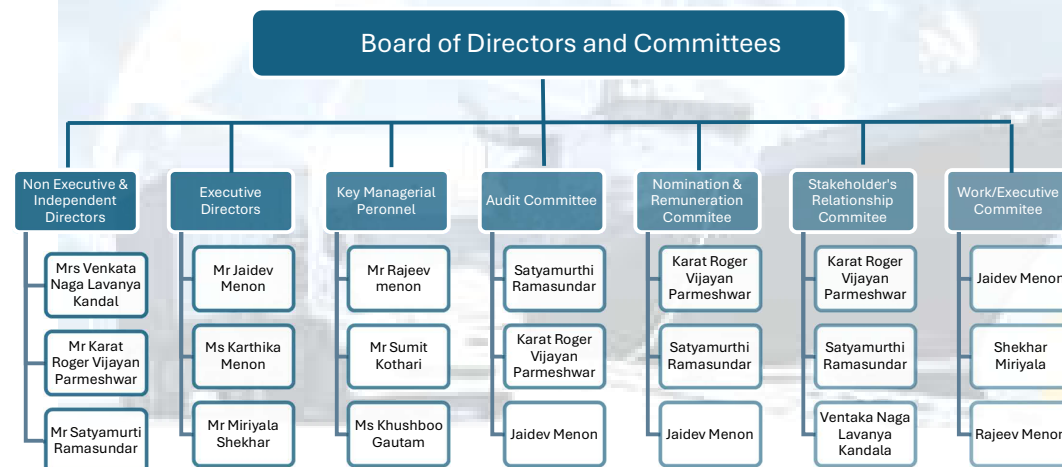 Board of Directors and Committees
Non Executive &
Independent
Directors
Mrs Venkata
Naga Lavanya
Kandal
Mr Karat
Roger Vijayan
Parmeshwar
Mr Satyamurti
Ramasundar
Executive
Directors
Mr Jaidev
Menon
Ms Karthika
Menon
Mr Miriyala
Shekhar
Key Managerial
Peronnel
Mr Rajeev
menon
Mr Sumit
Kothari
Ms Khushboo
Gautam
Audit Committee
Satyamurthi
Ramasundar
Karat Roger
Vijayan
Parmeshwar
Jaidev Menon
Nomination &
Remuneration
Commitee
Karat Roger
Vijayan
Parmeshwar
Satyamurthi
Ramasundar
Jaidev Menon
Stakeholder's
Relationship
Commitee
Karat Roger
Vijayan
Parmeshwar
Satyamurthi
Ramasundar
Ventaka Naga
Lavanya
Kandala
Work/Executive
Commitee
Jaidev Menon
Shekhar
Miriyala
Rajeev Menon